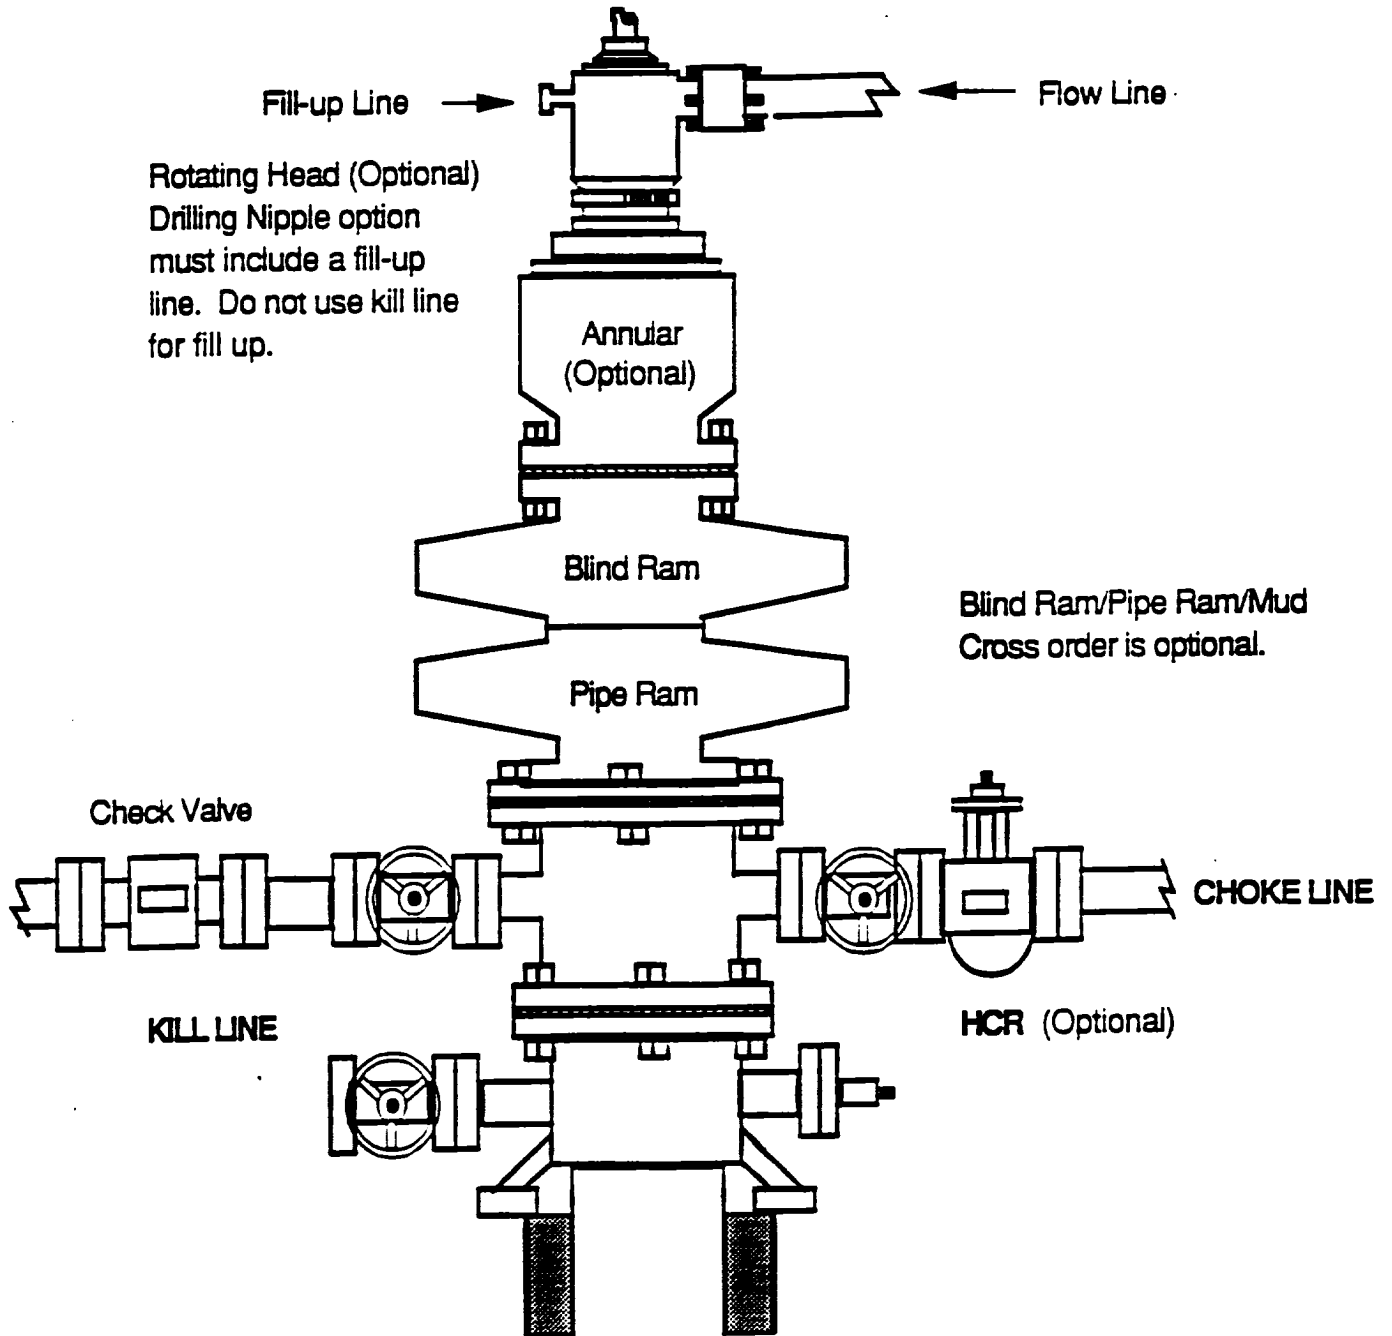 Fill-up Line
Flow Line
Rotating Head (Optional)
Drilling Nipple option
must include a fill-up
line. Do not use kill line
for fill up.
Annular
(Optional)
Blind Ram
Blind Ram/Pipe Ram/Mud
Cross order is optional.
Pipe Ram
Check Valve
CHOKE LINE
KILL LINE
HCR (Optional)